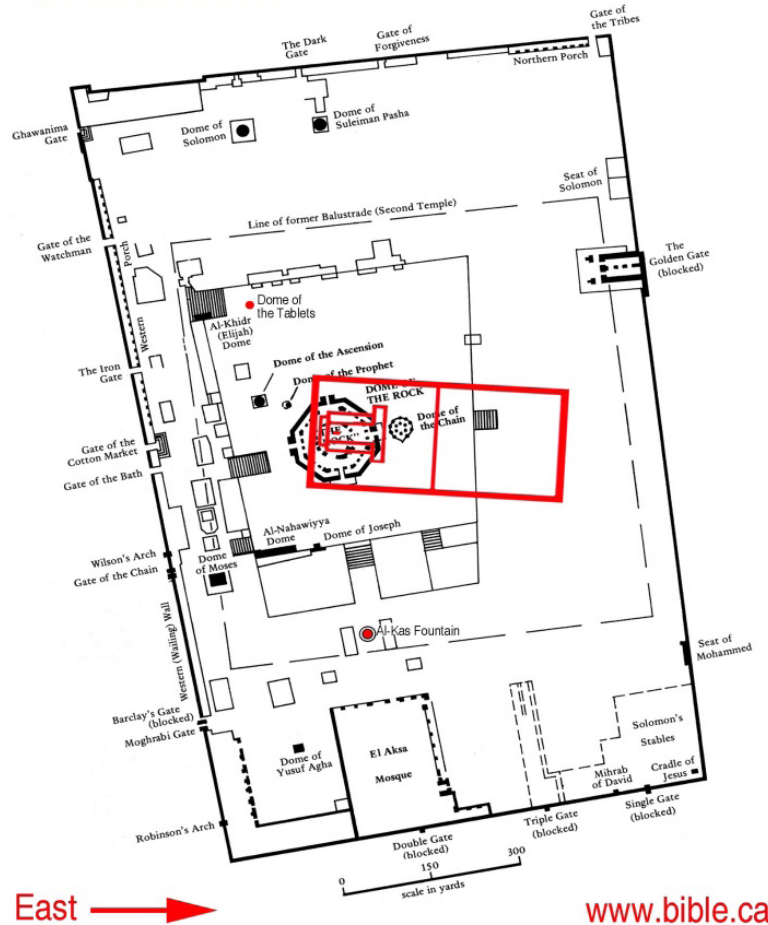 Gate of
the Tribes
The Dark
Gate
Gate of
Forgiveness
Northern Porch
Ghawanima
Gate
Dome of
Solomon
Dome of
Suleiman Pasha
Seat of
Solomon
Line of former Balustrade (Second Temple)
Gate of the
Watchman
Porch
Western
The
Golden Gate
(blocked)
Dome of
the Tablets
Al-Khidr
(Elijah)
Dome
Dome of the Ascension
Dome of the Prophet
The Iron
Gate
DOME OF
THE ROCK
Dome of
the Chain
"THE
ROCK"
Gate of the
Cotton Market
Gate of the Bath
Al-Nahawiyya
Dome
Dome of Joseph
Wilson's Arch
Gate of the Chain
Dome
of Moses
Western (Wailing) Wall
Al-Kas Fountain
Seat of
Mohammed
Barclay's Gate
(blocked)
Moghrabi Gate
Dome of
Yusuf Agha
El Aksa
Mosque
Solomon's
Stables
Mihrab
of David
Cradle of
Jesus
Robinson's Arch
Double Gate
(blocked)
Triple Gate
(blocked)
Single Gate
(blocked)
0 150 300
scale in yards
East
www.bible.ca